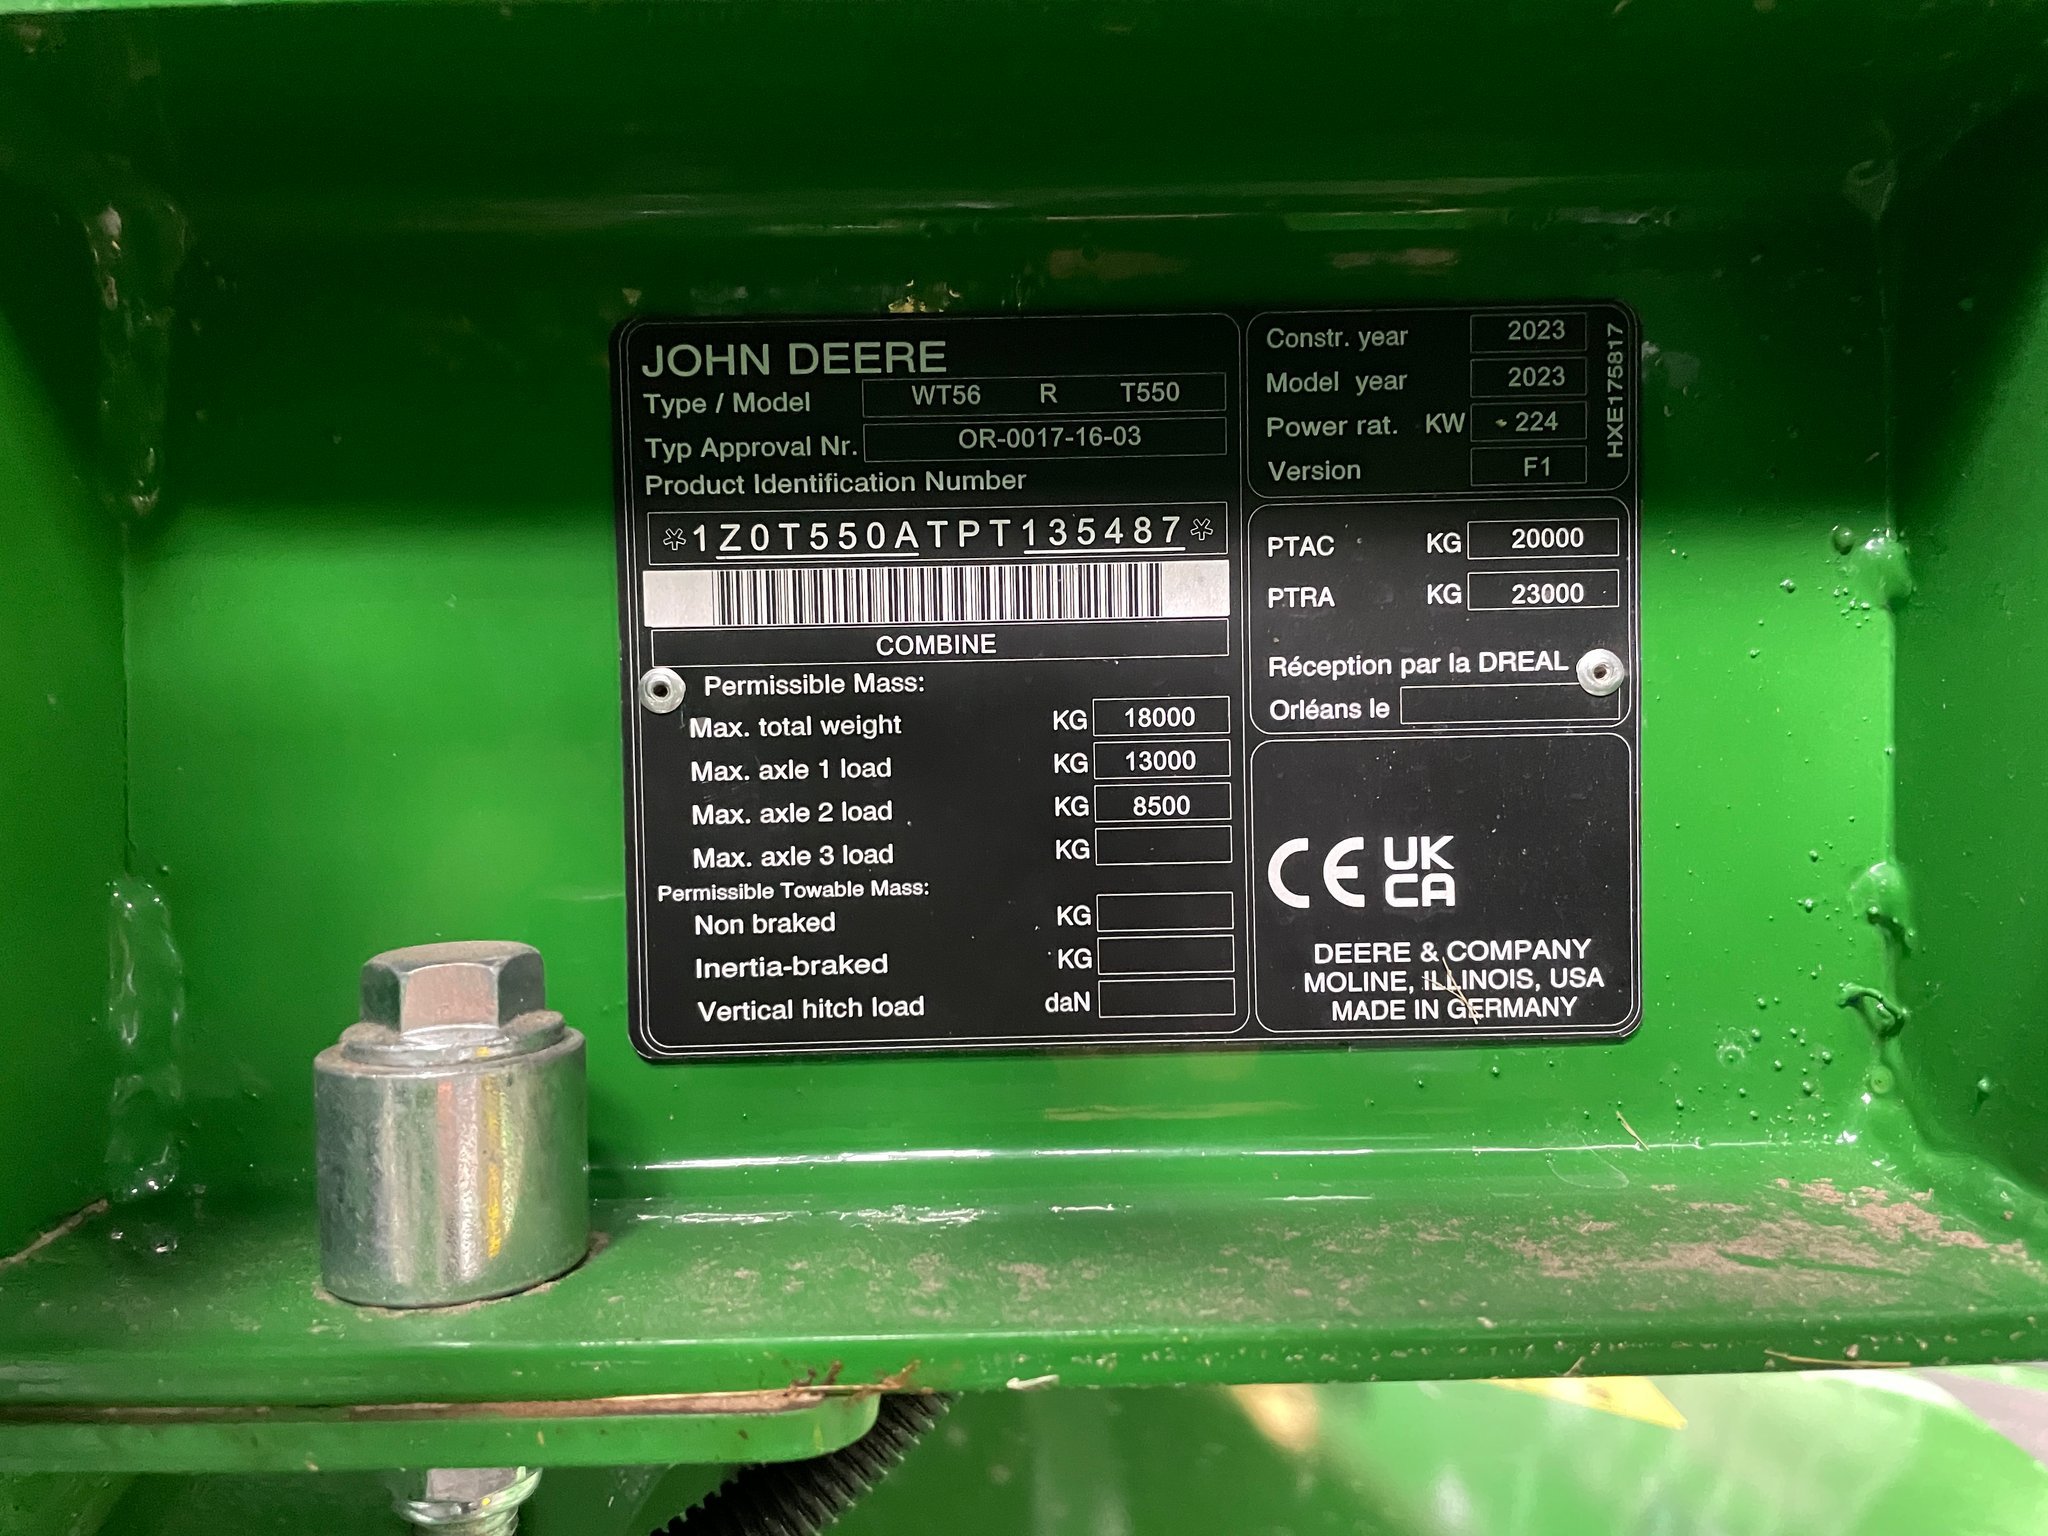 JOHN DEERE
Type / Model WT56 R T550
Typ Approval Nr. OR-0017-16-03
Product Identification Number
*1Z0T550ATPT135487*
COMBINE
Permissible Mass:
Max. total weight KG 18000
Max. axle 1 load KG 13000
Max. axle 2 load KG 8500
Max. axle 3 load KG
Permissible Towable Mass:
Non braked KG
Inertia-braked KG
Vertical hitch load daN
Constr. year 2023
Model year 2023
Power rat. KW 224
Version F1
HXE175817
PTAC KG 20000
PTRA KG 23000
Réception par la DREAL
Orléans le
CE UK
CA
DEERE & COMPANY
MOLINE, ILLINOIS, USA
MADE IN GERMANY